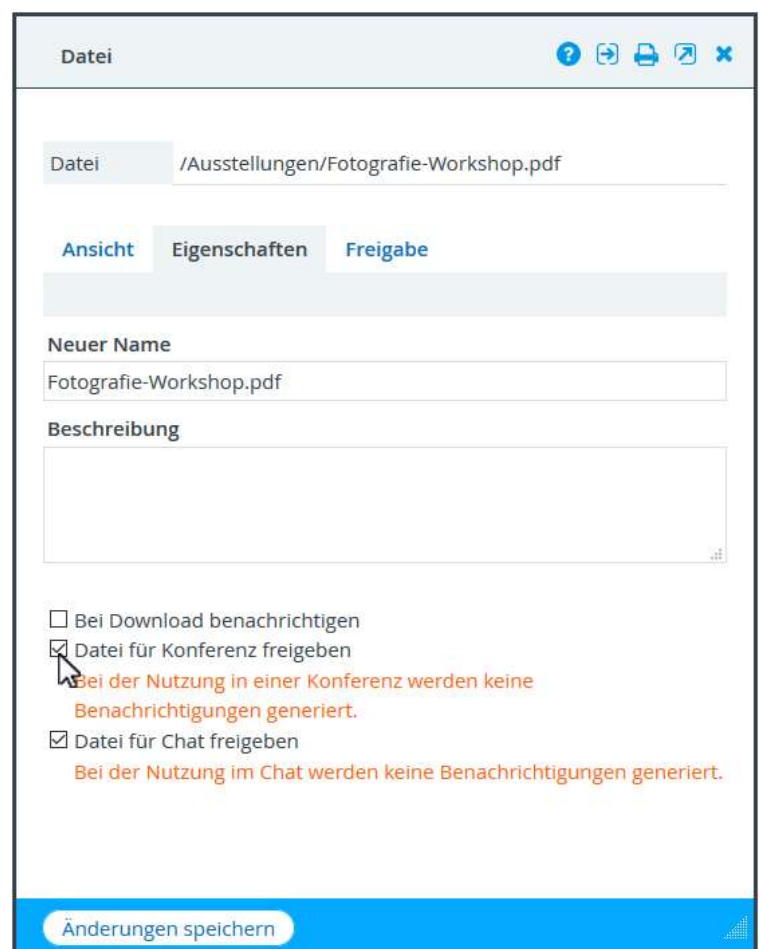 Datei ?
Datei /Ausstellungen/Fotografie-Workshop.pdf
Ansicht Eigenschaften Freigabe
Neuer Name
Fotografie-Workshop.pdf
Beschreibung
Bei Download benachrichtigen
Datei für Konferenz freigeben
Bei der Nutzung in einer Konferenz werden keine
Benachrichtigungen generiert.
Datei für Chat freigeben
Bei der Nutzung im Chat werden keine Benachrichtigungen generiert.
Änderungen speichern